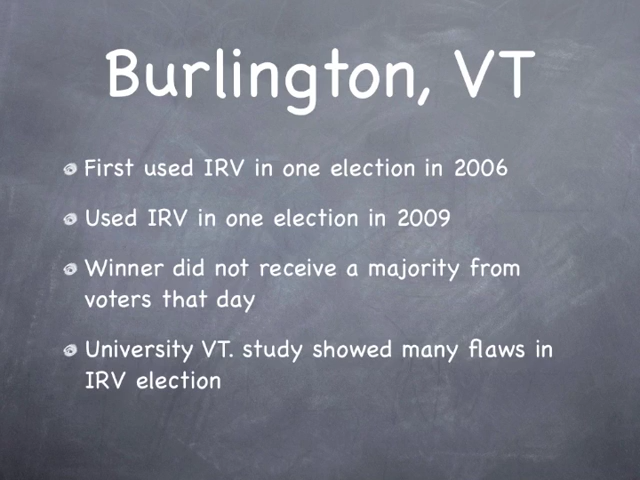 Burlington, VT
First used IRV in one election in 2006
Used IRV in one election in 2009
Winner did not receive a majority from
voters that day
University VT. study showed many flaws in
IRV election